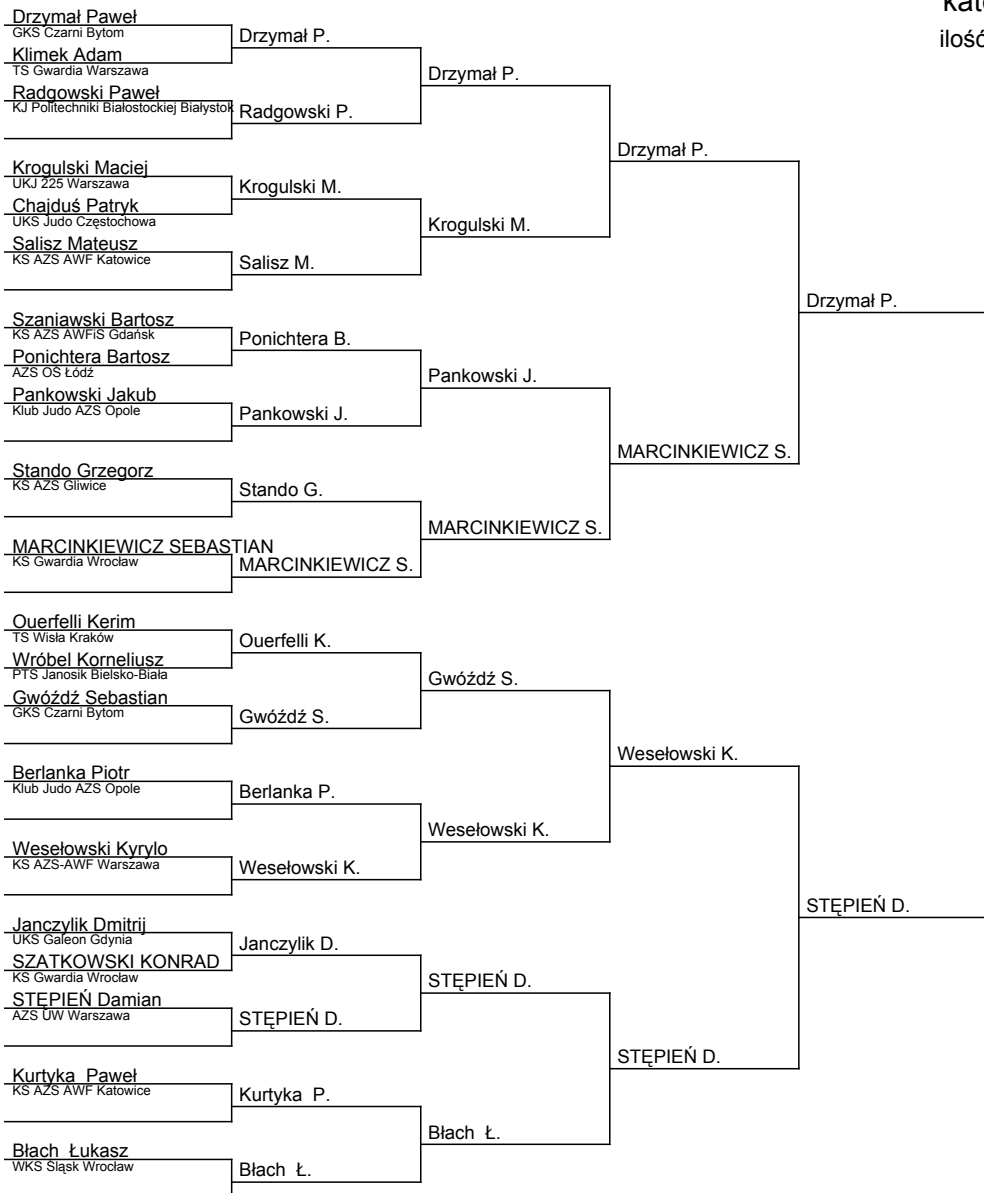 kate
ilość
Drzymał Paweł
GKS Czarni Bytom
Klimek Adam
TS Gwardia Warszawa
Radgowski Paweł
KJ Politechniki Białostockiej Białystok
Krogulski Maciej
UKJ 225 Warszawa
Chajduś Patryk
UKS Judo Częstochowa
Salisz Mateusz
KS AZS AWF Katowice
Szaniawski Bartosz
KS AZS AWFiS Gdańsk
Ponichtera Bartosz
AZS OŚ Łódź
Pankowski Jakub
Klub Judo AZS Opole
Stando Grzegorz
KS AZS Gliwice
MARCINKIEWICZ SEBASTIAN
KS Gwardia Wrocław
Ouerfelli Kerim
TS Wisła Kraków
Wróbel Korneliusz
PTS Janosik Bielsko-Biała
Gwóźdź Sebastian
GKS Czarni Bytom
Berlanka Piotr
Klub Judo AZS Opole
Wesełowski Kyrylo
KS AZS-AWF Warszawa
Janczylik Dmitrij
UKS Galeon Gdynia
SZATKOWSKI KONRAD
KS Gwardia Wrocław
STĘPIEŃ Damian
AZS UW Warszawa
Kurtyka Paweł
KS AZS AWF Katowice
Błach Łukasz
WKS Śląsk Wrocław
Drzymał P.
Radgowski P.
Krogulski M.
Salisz M.
Ponichtera B.
Pankowski J.
Stando G.
MARCINKIEWICZ S.
Ouerfelli K.
Gwóźdź S.
Berlanka P.
Wesełowski K.
Janczylik D.
STĘPIEŃ D.
Kurtyka P.
Błach Ł.
Drzymał P.
Krogulski M.
Pankowski J.
MARCINKIEWICZ S.
Gwóźdź S.
Wesełowski K.
STĘPIEŃ D.
Błach Ł.
Drzymał P.
MARCINKIEWICZ S.
Wesełowski K.
STĘPIEŃ D.
Drzymał P.
STĘPIEŃ D.